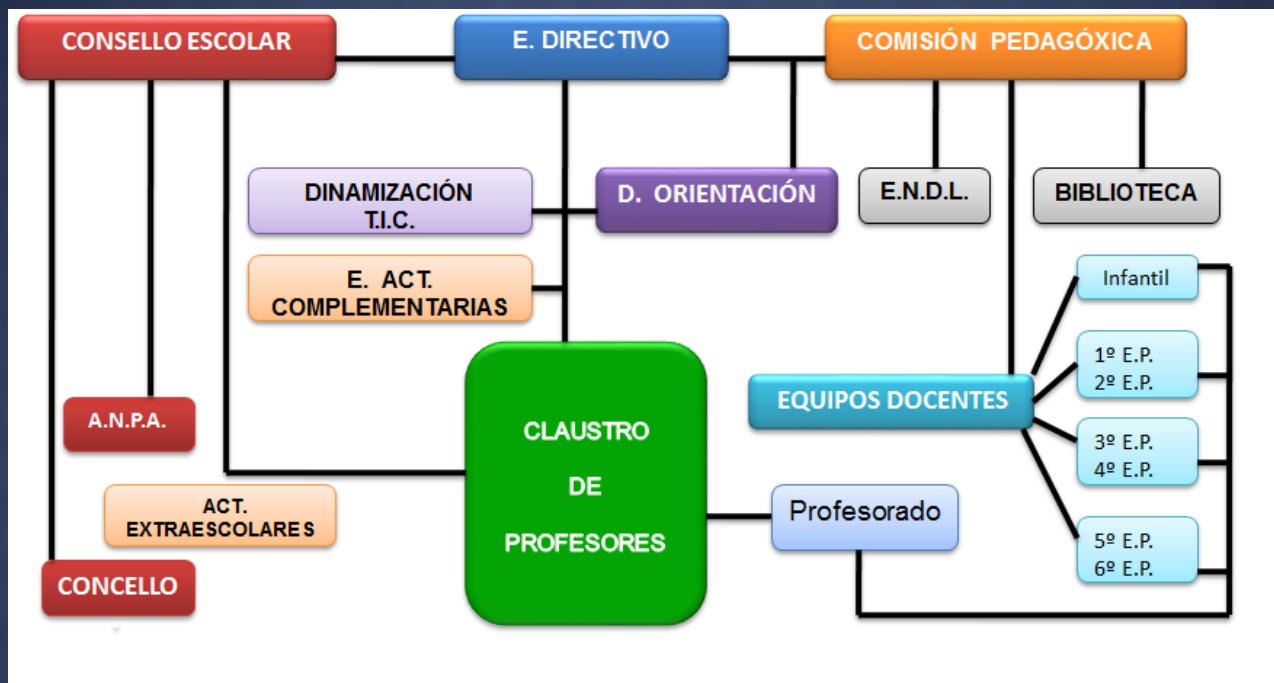 CONSELLO ESCOLAR
E. DIRECTIVO
COMISIÓN PEDAGÓXICA
DINAMIZACIÓN
T.I.C.
D. ORIENTACIÓN
E.N.D.L.
BIBLIOTECA
E. ACT.
COMPLEMENTARIAS
Infantil
1º E.P.
2º E.P.
A.N.P.A.
CLAUSTRO
DE
PROFESORES
EQUIPOS DOCENTES
3º E.P.
4º E.P.
ACT.
EXTRAESCOLARES
Profesorado
5º E.P.
6º E.P.
CONCELLO